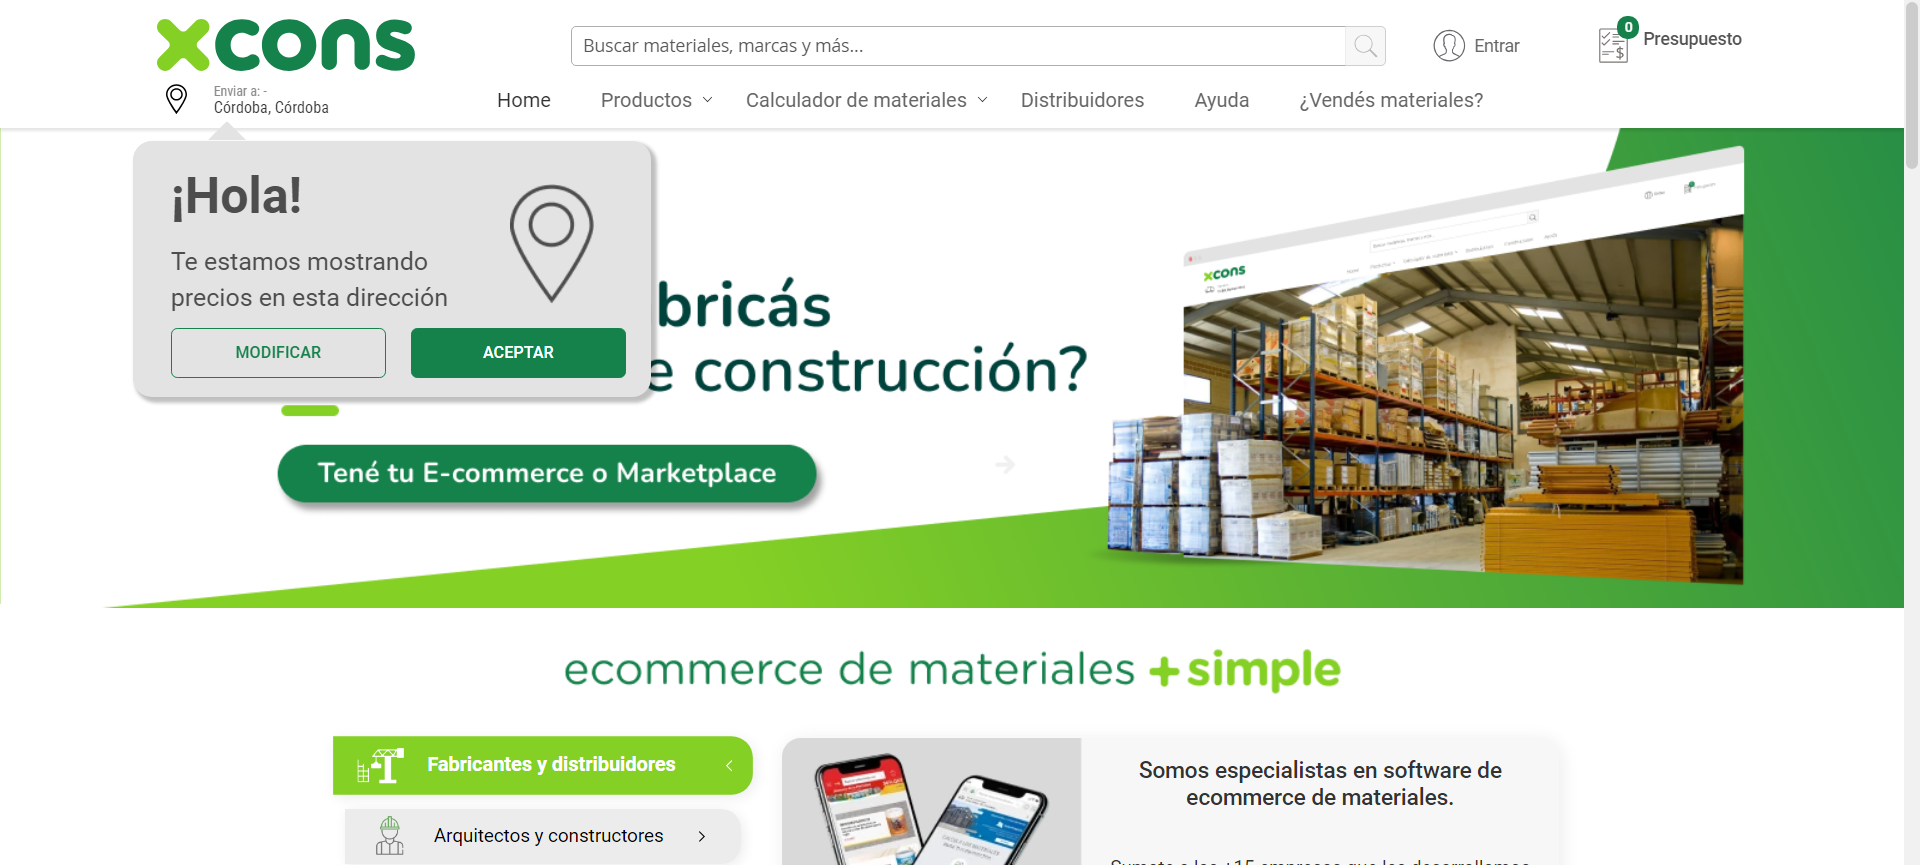 xcons
Buscar materiales, marcas y más...
Entrar
0
Presupuesto
Enviar a: -
Córdoba, Córdoba
Home
Productos
Calculador de materiales
Distribuidores
Ayuda
¿Vendés materiales?
¡Hola!
Te estamos mostrando
precios en esta dirección
MODIFICAR
ACEPTAR
bricás
e construcción?
Tené tu E-commerce o Marketplace
xcons
ecommerce de materiales +simple
Fabricantes y distribuidores
Arquitectos y constructores
Somos especialistas en software de
ecommerce de materiales.